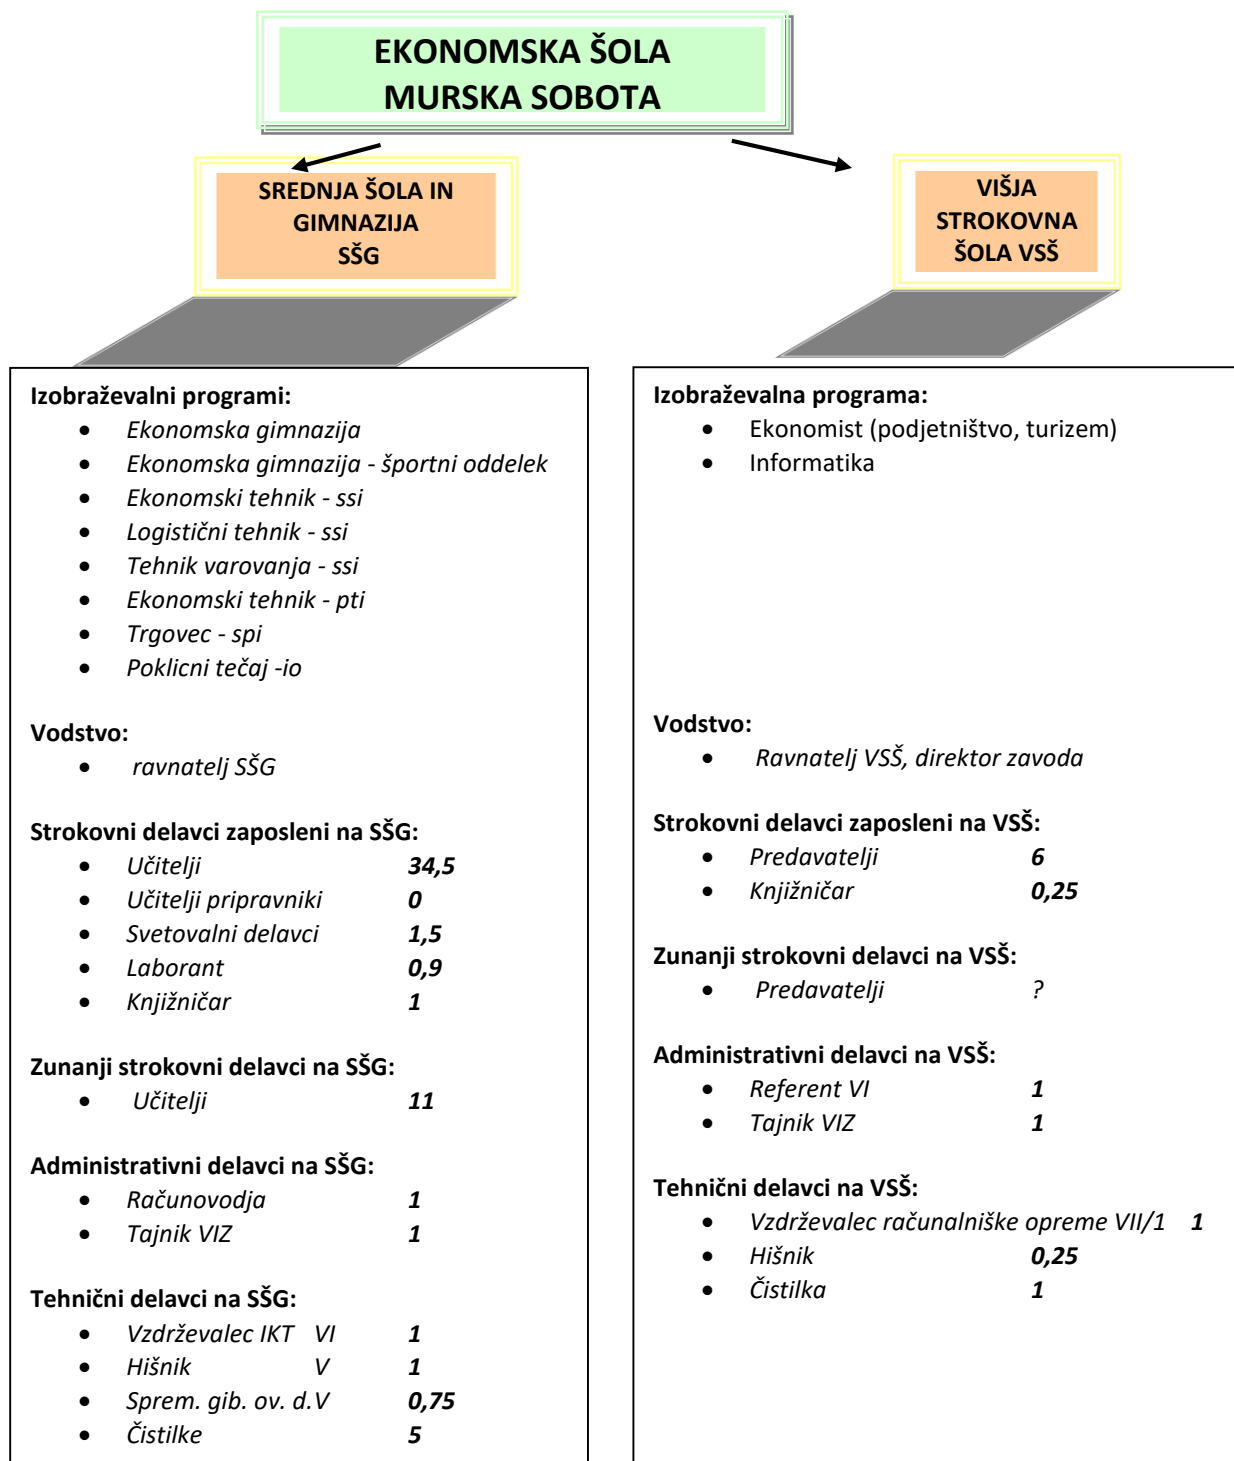 EKONOMSKA ŠOLA
MURSKA SOBOTA
SREDNJA ŠOLA IN
GIMNAZIJA
SŠG
VIŠJA
STROKOVNA
ŠOLA VSŠ
Izobraževalni programi:
• Ekonomska gimnazija
• Ekonomska gimnazija - športni oddelek
• Ekonomski tehnik - ssi
• Logistični tehnik - ssi
• Tehnik varovanja - ssi
• Ekonomski tehnik - pti
• Trgovec - spi
• Poklicni tečaj -io
Vodstvo:
• ravnatelj SŠG
Strokovni delavci zaposleni na SŠG:
• Učitelji 34,5
• Učitelji pripravniki 0
• Svetovalni delavci 1,5
• Laborant 0,9
• Knjižničar 1
Zunanji strokovni delavci na SŠG:
• Učitelji 11
Administrativni delavci na SŠG:
• Računovodja 1
• Tajnik VIZ 1
Tehnični delavci na SŠG:
• Vzdrževalec IKT VI 1
• Hišnik V 1
• Sprem. gib. ov. d.V 0,75
• Čistilke 5
Izobraževalna programa:
• Ekonomist (podjetništvo, turizem)
• Informatika
Vodstvo:
• Ravnatelj VSŠ, direktor zavoda
Strokovni delavci zaposleni na VSŠ:
• Predavatelji 6
• Knjižničar 0,25
Zunanji strokovni delavci na VSŠ:
• Predavatelji ?
Administrativni delavci na VSŠ:
• Referent VI 1
• Tajnik VIZ 1
Tehnični delavci na VSŠ:
• Vzdrževalec računalniške opreme VII/1 1
• Hišnik 0,25
• Čistilka 1